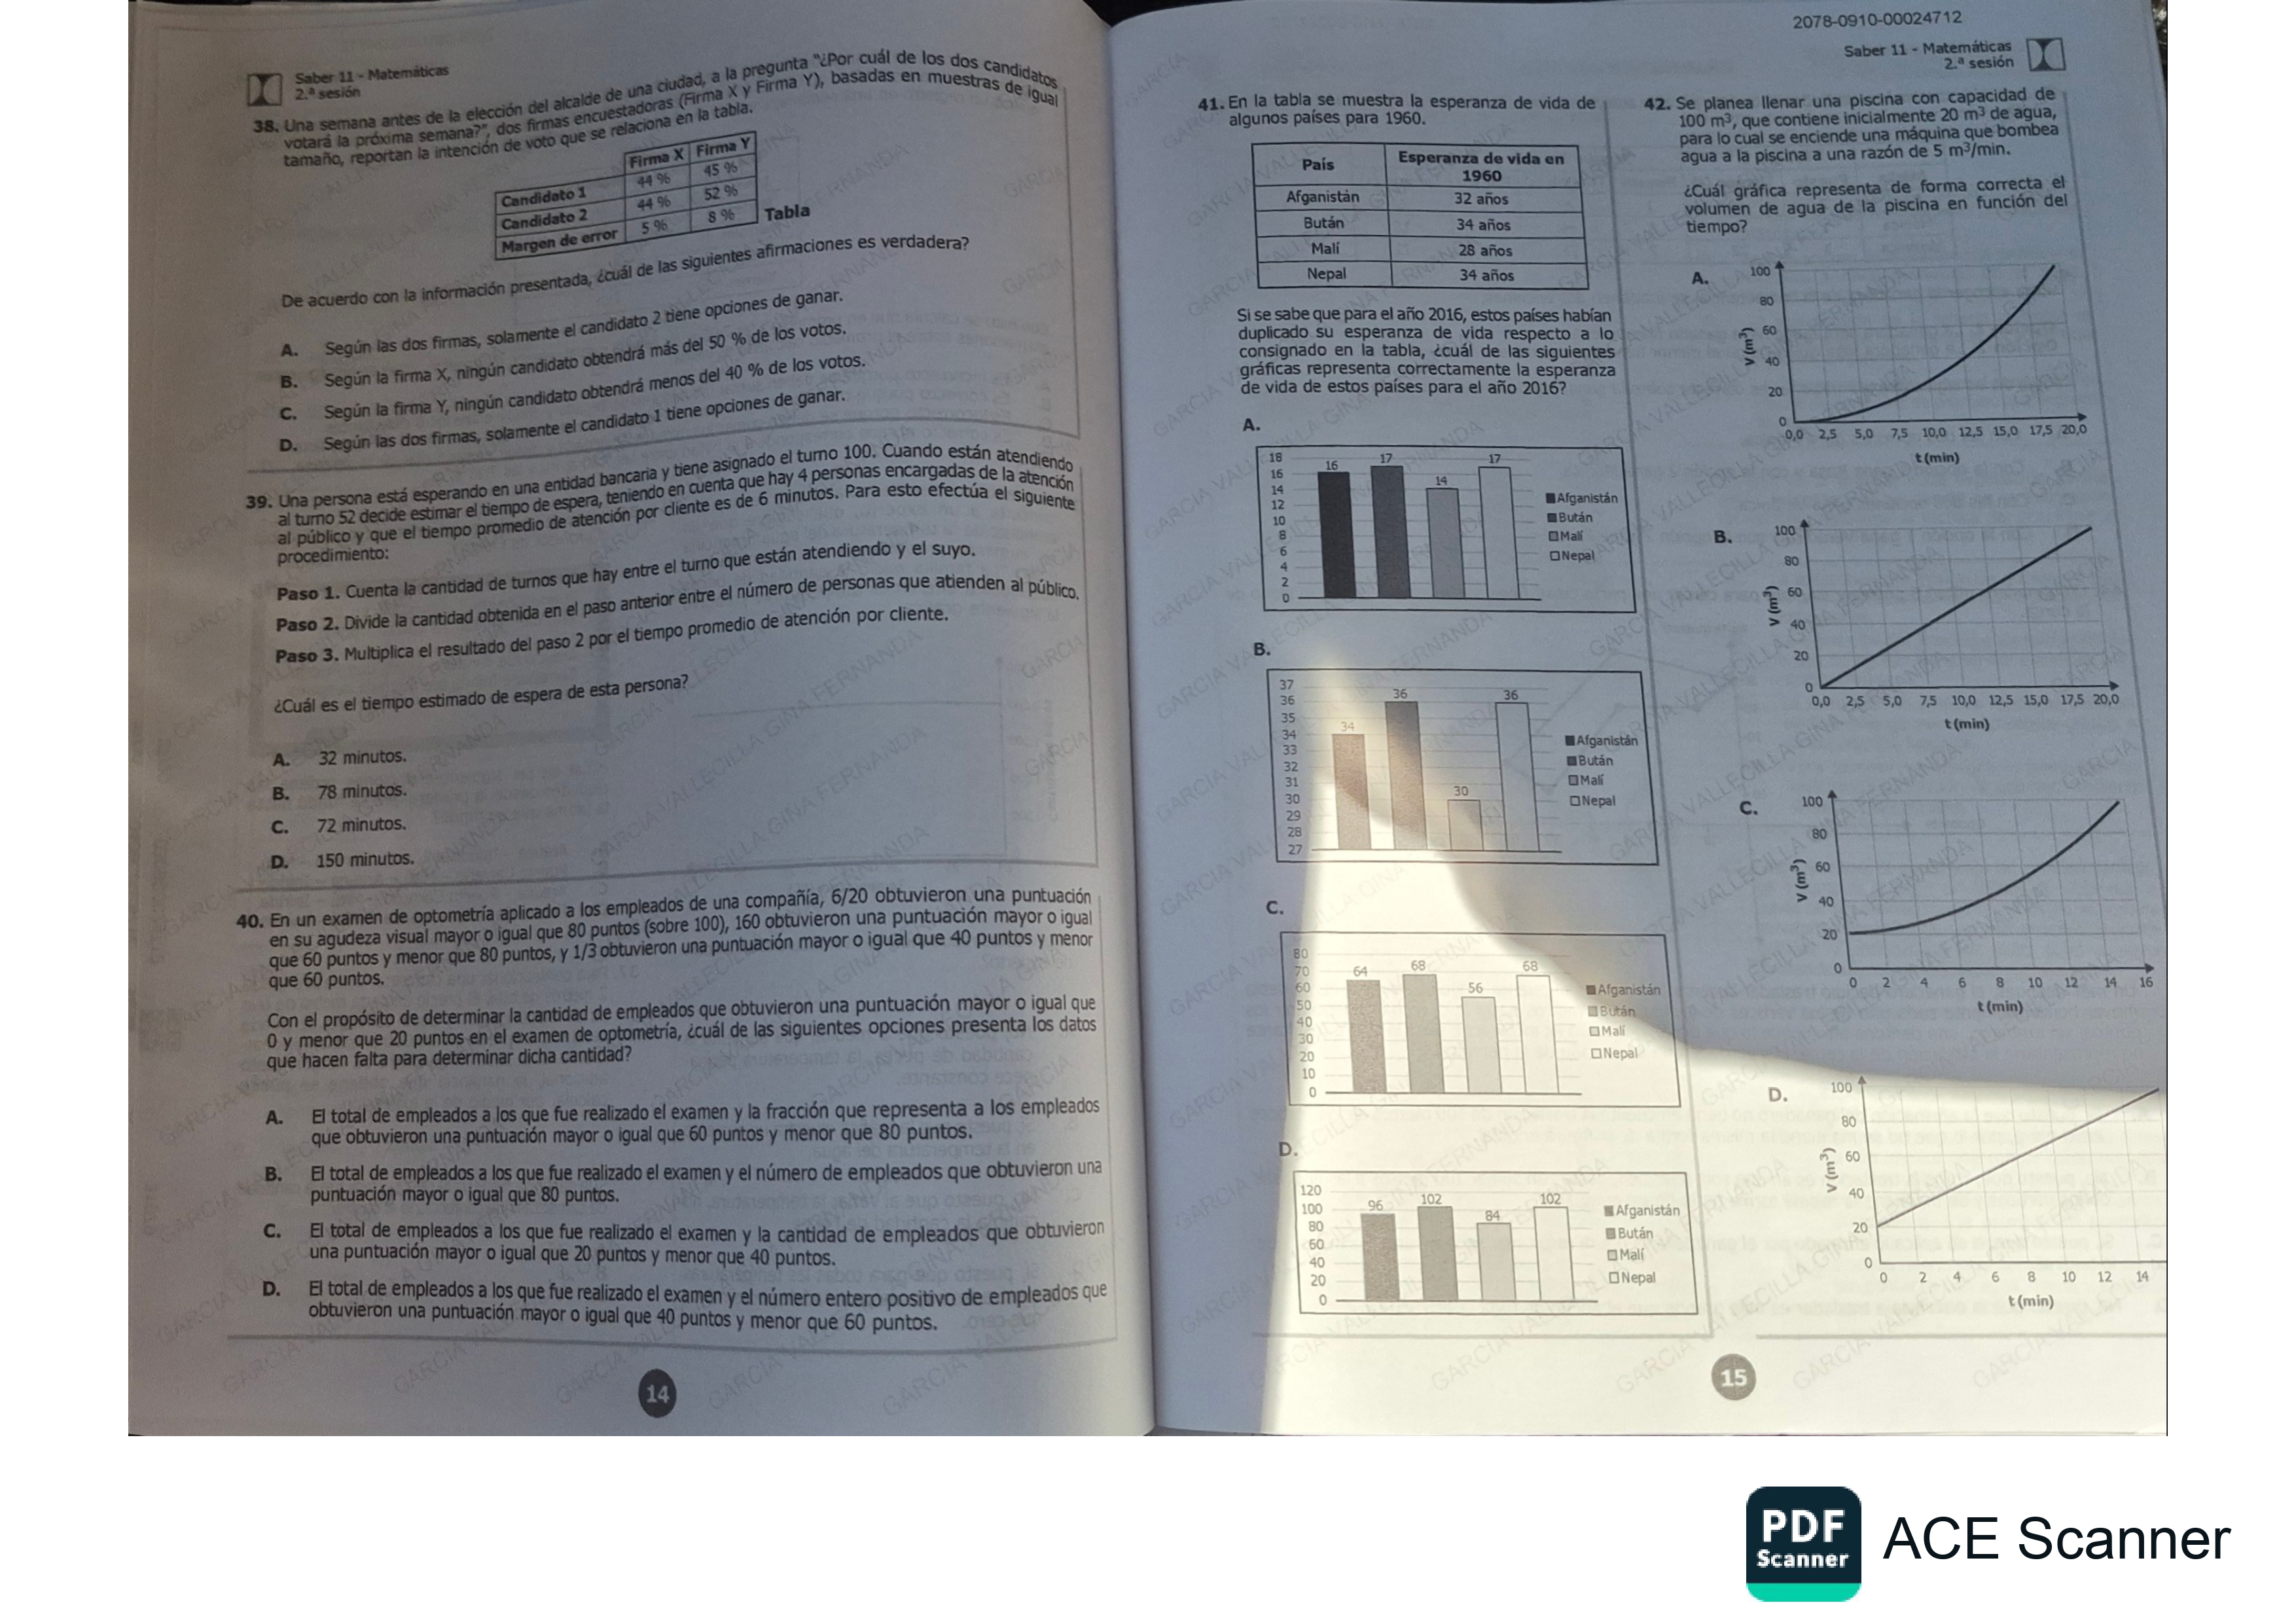 Saber 11 - Matemáticas
2.ª sesión
38. Una semana antes de la elección del alcalde de una ciudad, a la pregunta "¿Por cuál de los dos candidatos
votará la próxima semana?", dos firmas encuestadoras (Firma X y Firma Y), basadas en muestras de igual
tamaño, reportan la intención de voto que se relaciona en la tabla.
Firma X Firma Y
Candidato 1 44 % 45 %
Candidato 2 44 % 52 %
Margen de error 5 % 8 %
Tabla
De acuerdo con la información presentada, ¿cuál de las siguientes afirmaciones es verdadera?
A. Según las dos firmas, solamente el candidato 2 tiene opciones de ganar.
B. Según la firma X, ningún candidato obtendrá más del 50 % de los votos.
C. Según la firma Y, ningún candidato obtendrá menos del 40 % de los votos.
D. Según las dos firmas, solamente el candidato 1 tiene opciones de ganar.
39. Una persona está esperando en una entidad bancaria y tiene asignado el turno 100. Cuando están atendiendo
al turno 52 decide estimar el tiempo de espera, teniendo en cuenta que hay 4 personas encargadas de la atención
al público y que el tiempo promedio de atención por cliente es de 6 minutos. Para esto efectúa el siguiente
procedimiento:
Paso 1. Cuenta la cantidad de turnos que hay entre el turno que están atendiendo y el suyo.
Paso 2. Divide la cantidad obtenida en el paso anterior entre el número de personas que atienden al público.
Paso 3. Multiplica el resultado del paso 2 por el tiempo promedio de atención por cliente.
¿Cuál es el tiempo estimado de espera de esta persona?
A. 32 minutos.
B. 78 minutos.
C. 72 minutos.
D. 150 minutos.
40. En un examen de optometría aplicado a los empleados de una compañía, 6/20 obtuvieron una puntuación
en su agudeza visual mayor o igual que 80 puntos (sobre 100), 160 obtuvieron una puntuación mayor o igual
que 60 puntos y menor que 80 puntos, y 1/3 obtuvieron una puntuación mayor o igual que 40 puntos y menor
que 60 puntos.
Con el propósito de determinar la cantidad de empleados que obtuvieron una puntuación mayor o igual que
0 y menor que 20 puntos en el examen de optometría, ¿cuál de las siguientes opciones presenta los datos
que hacen falta para determinar dicha cantidad?
A. El total de empleados a los que fue realizado el examen y la fracción que representa a los empleados
que obtuvieron una puntuación mayor o igual que 60 puntos y menor que 80 puntos.
B. El total de empleados a los que fue realizado el examen y el número de empleados que obtuvieron una
puntuación mayor o igual que 80 puntos.
C. El total de empleados a los que fue realizado el examen y la cantidad de empleados que obtuvieron
una puntuación mayor o igual que 20 puntos y menor que 40 puntos.
D. El total de empleados a los que fue realizado el examen y el número entero positivo de empleados que
obtuvieron una puntuación mayor o igual que 40 puntos y menor que 60 puntos.
14
2078-0910-00024712
Saber 11 - Matemáticas
2.ª sesión
41. En la tabla se muestra la esperanza de vida de
algunos países para 1960.
País Esperanza de vida en
1960
Afganistán 32 años
Bután 34 años
Malí 28 años
Nepal 34 años
Si se sabe que para el año 2016, estos países habían
duplicado su esperanza de vida respecto a lo
consignado en la tabla, ¿cuál de las siguientes
gráficas representa correctamente la esperanza
de vida de estos países para el año 2016?
A.
18
16
14
12
10
8
6
4
2
0
16 17 14 17
Afganistán
Bután
Malí
Nepal
B.
37
36
35
34
33
32
31
30
29
28
27
34 36 30 36
Afganistán
Bután
Malí
Nepal
C.
80
70
60
50
40
30
20
10
0
64 68 56 68
Afganistán
Bután
Malí
Nepal
D.
120
100
80
60
40
20
0
96 102 84 102
Afganistán
Bután
Malí
Nepal
42. Se planea llenar una piscina con capacidad de
100 m³, que contiene inicialmente 20 m³ de agua,
para lo cual se enciende una máquina que bombea
agua a la piscina a una razón de 5 m³/min.
¿Cuál gráfica representa de forma correcta el
volumen de agua de la piscina en función del
tiempo?
A.
100
80
60
40
20
0
V (m³)
0,0 2,5 5,0 7,5 10,0 12,5 15,0 17,5 20,0
t (min)
B.
100
80
60
40
20
0
V (m³)
0,0 2,5 5,0 7,5 10,0 12,5 15,0 17,5 20,0
t (min)
C.
100
80
60
40
20
0
V (m³)
0 2 4 6 8 10 12 14 16
t (min)
D.
100
80
60
40
20
0
V (m³)
0 2 4 6 8 10 12 14
t (min)
15
GARCIA VALLECILLA GINA FERNANDA
PDF
Scanner
ACE Scanner